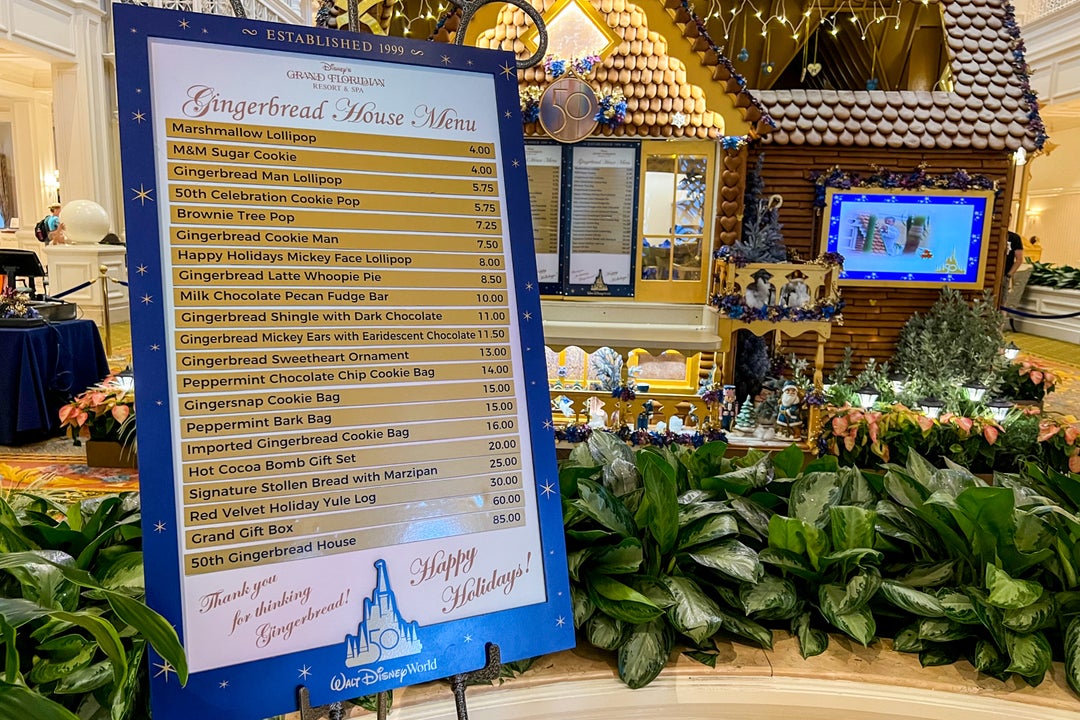 ESTABLISHED 1999
Disney's
GRAND FLORIDIAN
RESORT & SPA
Gingerbread House Menu
Marshmallow Lollipop 4.00
M&M Sugar Cookie 4.00
Gingerbread Man Lollipop 5.75
50th Celebration Cookie Pop 5.75
Brownie Tree Pop 7.25
Gingerbread Cookie Man 7.50
Happy Holidays Mickey Face Lollipop 8.00
Gingerbread Latte Whoopie Pie 8.50
Milk Chocolate Pecan Fudge Bar 10.00
Gingerbread Shingle with Dark Chocolate 11.00
Gingerbread Mickey Ears with Earidescent Chocolate 11.50
Gingerbread Sweetheart Ornament 13.00
Peppermint Chocolate Chip Cookie Bag 14.00
Gingersnap Cookie Bag 15.00
Peppermint Bark Bag 15.00
Imported Gingerbread Cookie Bag 16.00
Hot Cocoa Bomb Gift Set 20.00
Signature Stollen Bread with Marzipan 25.00
Red Velvet Holiday Yule Log 30.00
Grand Gift Box 60.00
50th Gingerbread House 85.00
Thank you
for thinking
Gingerbread!
Happy
Holidays!
50
WALT DISNEY World
50
Gingerbread House Menu